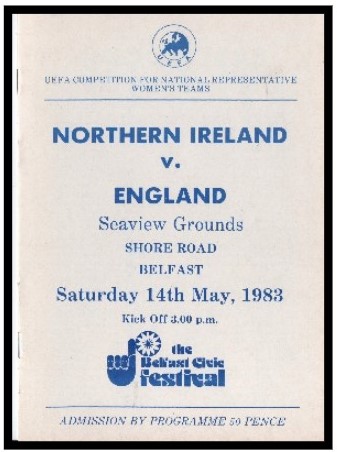 UEFA
UEFA COMPETITION FOR NATIONAL REPRESENTATIVE
WOMEN'S TEAMS
NORTHERN IRELAND
v.
ENGLAND
Seaview Grounds
SHORE ROAD
BELFAST
Saturday 14th May, 1983
Kick Off 3.00 p.m.
the
Belfast Civic
festival
ADMISSION BY PROGRAMME 50 PENCE